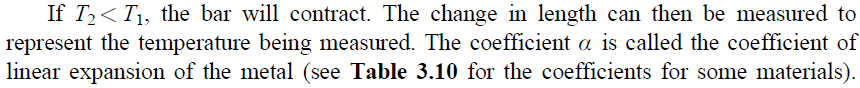 If T₂ < T₁, the bar will contract. The change in length can then be measured to
represent the temperature being measured. The coefficient α is called the coefficient of
linear expansion of the metal (see Table 3.10 for the coefficients for some materials).